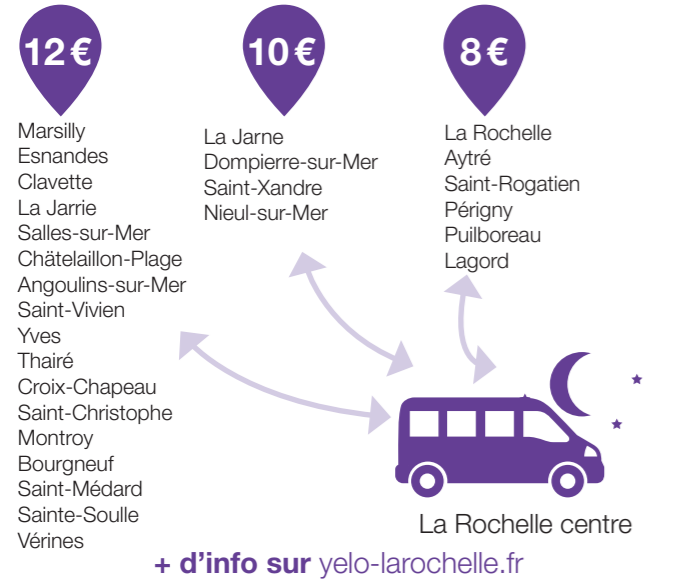 12 €
Marsilly
Esnandes
Clavette
La Jarrie
Salles-sur-Mer
Châtelaillon-Plage
Angoulins-sur-Mer
Saint-Vivien
Yves
Thairé
Croix-Chapeau
Saint-Christophe
Montroy
Bourgneuf
Saint-Médard
Sainte-Soulle
Vérines
10 €
La Jarne
Dompierre-sur-Mer
Saint-Xandre
Nieul-sur-Mer
8 €
La Rochelle
Aytré
Saint-Rogatien
Périgny
Puilboreau
Lagord
La Rochelle centre
+ d’info sur yelo-larochelle.fr